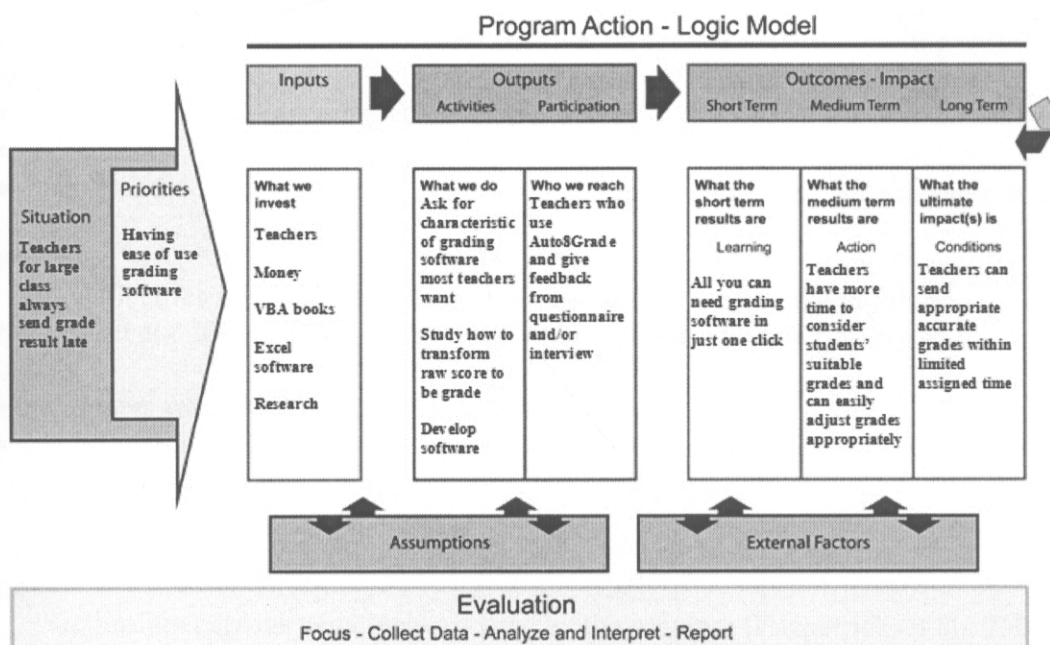 Program Action - Logic Model
Inputs
Outputs
Activities
Participation
Outcomes - Impact
Short Term
Medium Term
Long Term
Situation
Teachers
for large
class
always
send grade
result late
Priorities
Having
ease of use
grading
software
What we
invest
Teachers
Money
VBA books
Excel
software
Research
What we do
Ask for
characteristic
of grading
software
most teachers
want
Study how to
transform
raw score to
be grade
Develop
software
Who we reach
Teachers who
use
Auto8Grade
and give
feedback
from
questionnaire
and/or
interview
What the
short term
results are
Learning
All you can
need grading
software in
just one click
What the
medium term
results are
Action
Teachers
have more
time to
consider
students'
suitable
grades and
can easily
adjust grades
appropriately
What the
ultimate
impact(s) is
Conditions
Teachers can
send
appropriate
accurate
grades within
limited
assigned time
Assumptions
External Factors
Evaluation
Focus - Collect Data - Analyze and Interpret - Report